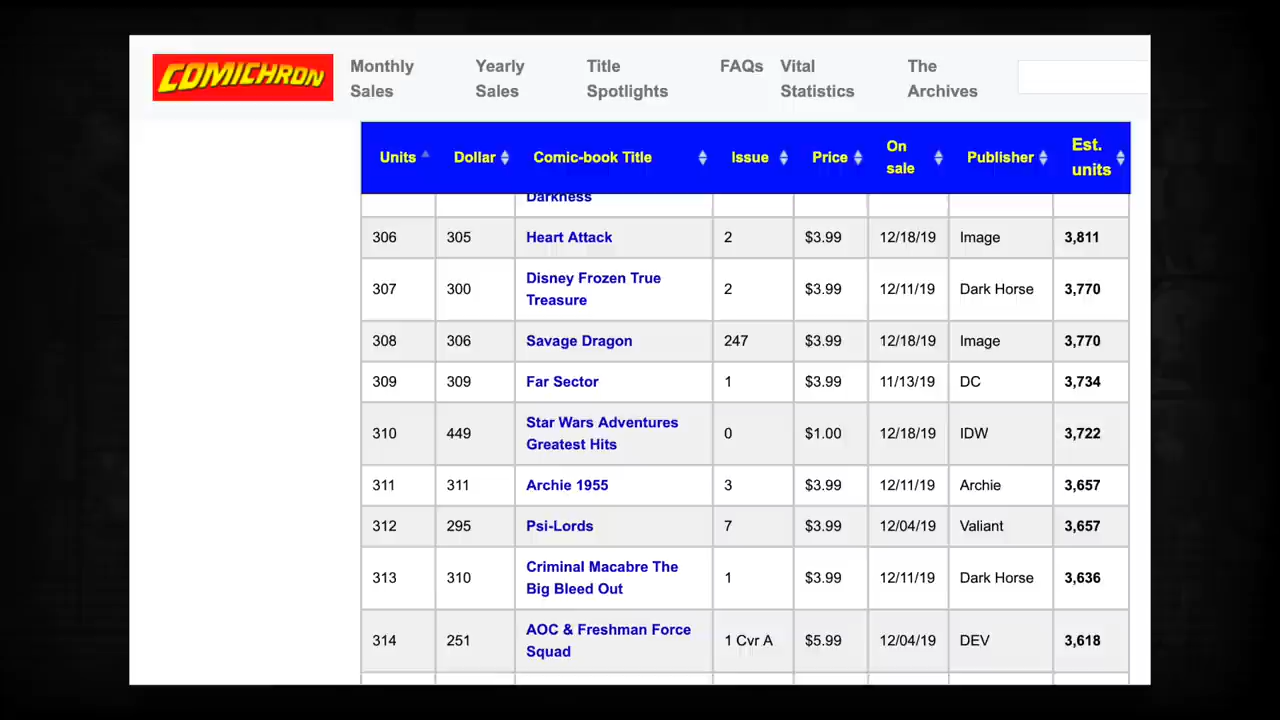 COMICHRON
Monthly Sales
Yearly Sales
Title Spotlights
FAQs
Vital Statistics
The Archives
Units Dollar Comic-book Title Issue Price On sale Publisher Est. units
Darkness
306 305 Heart Attack 2 $3.99 12/18/19 Image 3,811
307 300 Disney Frozen True Treasure 2 $3.99 12/11/19 Dark Horse 3,770
308 306 Savage Dragon 247 $3.99 12/18/19 Image 3,770
309 309 Far Sector 1 $3.99 11/13/19 DC 3,734
310 449 Star Wars Adventures Greatest Hits 0 $1.00 12/18/19 IDW 3,722
311 311 Archie 1955 3 $3.99 12/11/19 Archie 3,657
312 295 Psi-Lords 7 $3.99 12/04/19 Valiant 3,657
313 310 Criminal Macabre The Big Bleed Out 1 $3.99 12/11/19 Dark Horse 3,636
314 251 AOC & Freshman Force Squad 1 Cvr A $5.99 12/04/19 DEV 3,618